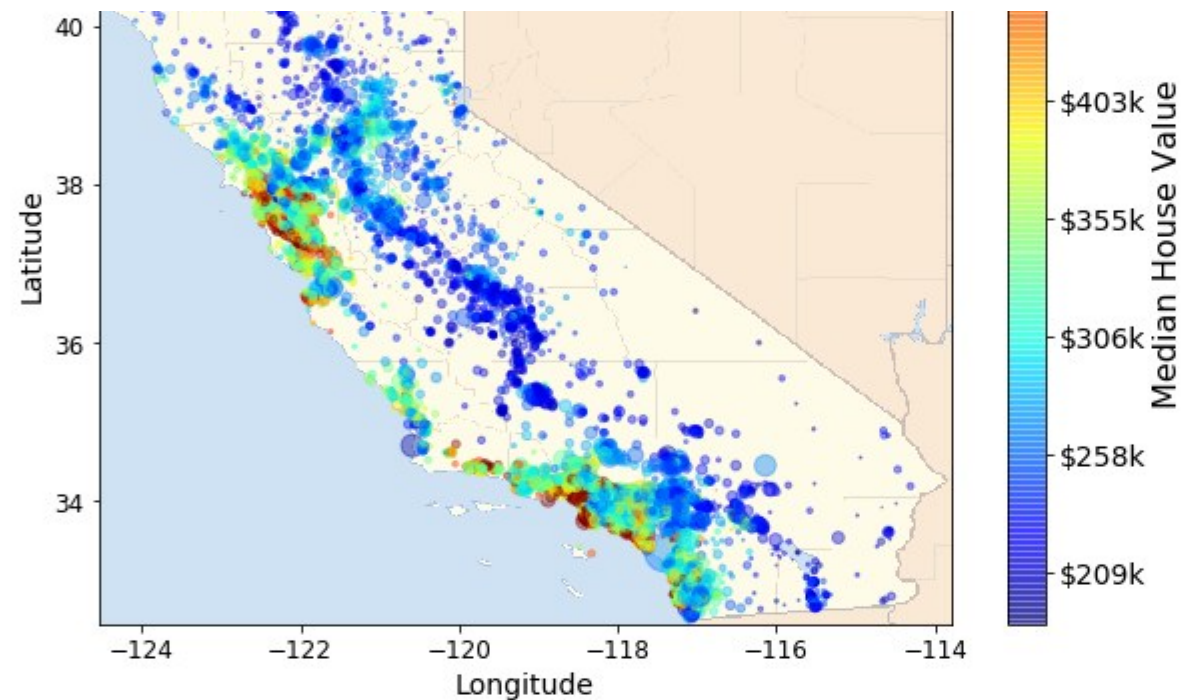 40
38
36
34
Latitude
−124
−122
−120
−118
−116
−114
Longitude
$403k
$355k
$306k
$258k
$209k
Median House Value